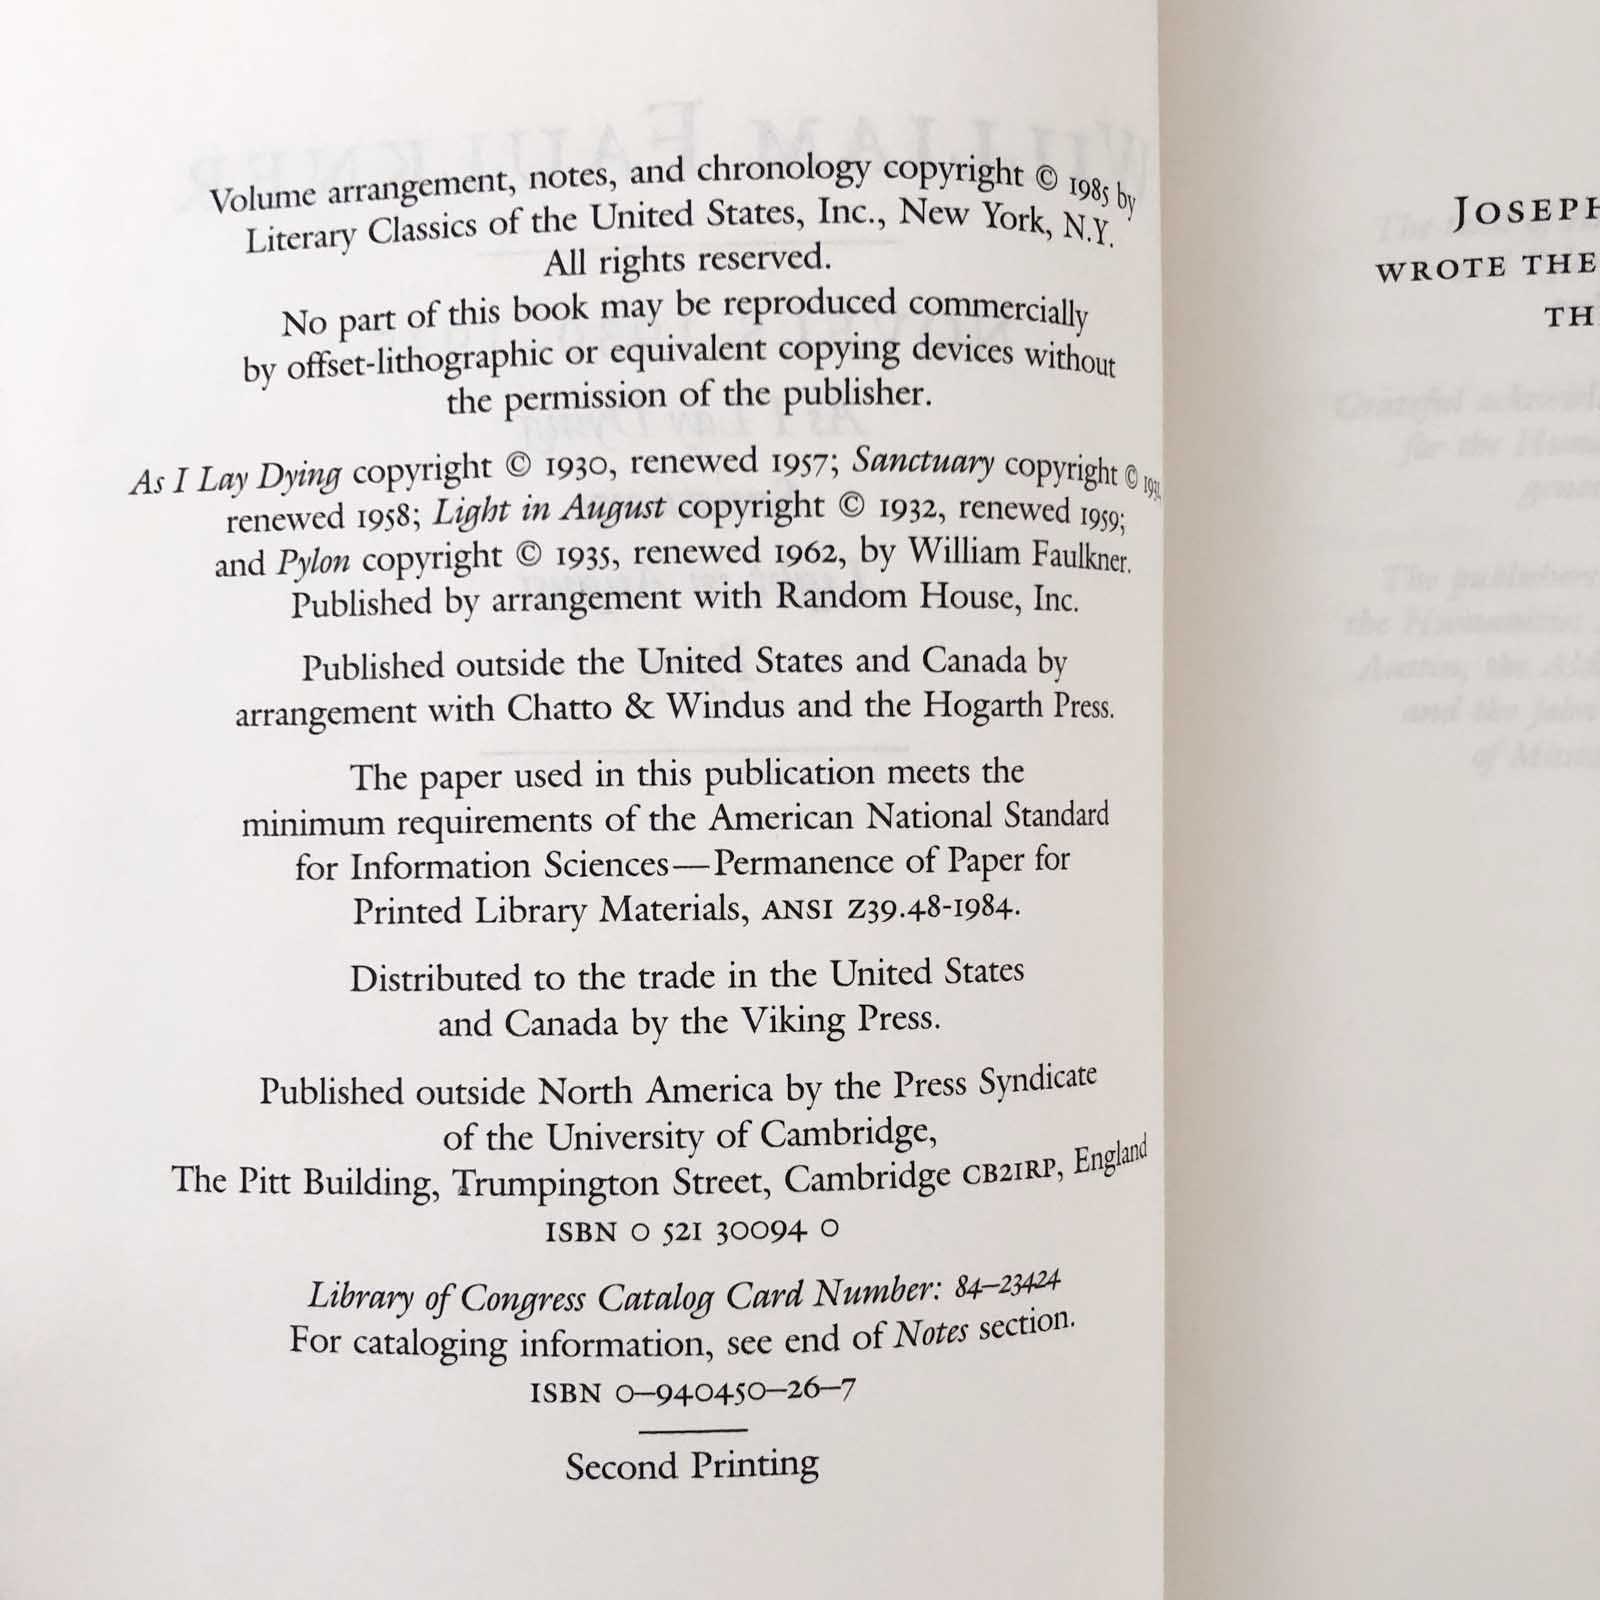 Volume arrangement, notes, and chronology copyright © 1985 by
Literary Classics of the United States, Inc., New York, N.Y.
All rights reserved.
No part of this book may be reproduced commercially
by offset-lithographic or equivalent copying devices without
the permission of the publisher.
As I Lay Dying copyright © 1930, renewed 1957; Sanctuary copyright ©
renewed 1958; Light in August copyright © 1932, renewed 1959;
and Pylon copyright © 1935, renewed 1962, by William Faulkner.
Published by arrangement with Random House, Inc.
Published outside the United States and Canada by
arrangement with Chatto & Windus and the Hogarth Press.
The paper used in this publication meets the
minimum requirements of the American National Standard
for Information Sciences—Permanence of Paper for
Printed Library Materials, ANSI Z39.48-1984.
Distributed to the trade in the United States
and Canada by the Viking Press.
Published outside North America by the Press Syndicate
of the University of Cambridge,
The Pitt Building, Trumpington Street, Cambridge CB2IRP, England
ISBN 0 521 30094 0
Library of Congress Catalog Card Number: 84–23424
For cataloging information, see end of Notes section.
ISBN 0–940450–26–7
Second Printing
JOSEPH
WROTE THE